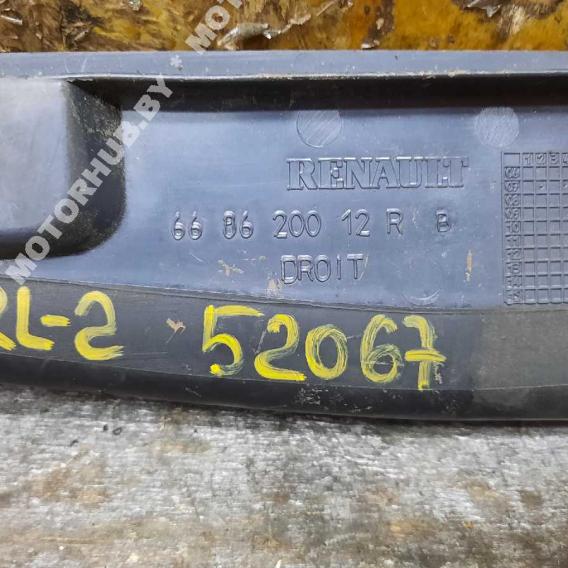 MOTORHUB.BY
RENAULT
66 86 200 12 R B
DROIT
RL-2 52067